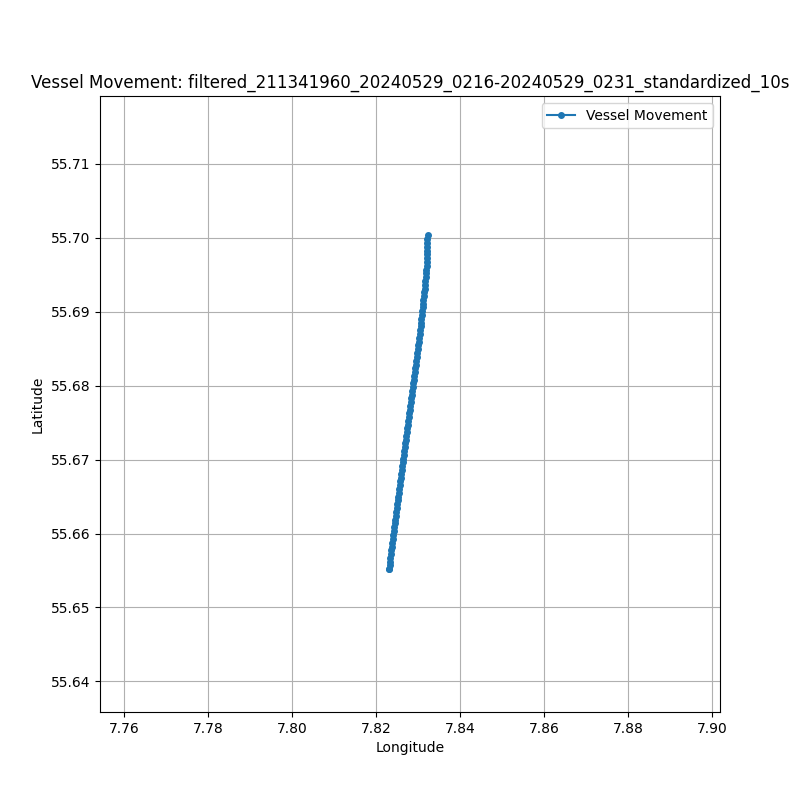 Vessel Movement: filtered_211341960_20240529_0216-20240529_0231_standardized_10s
Vessel Movement
55.71
55.70
55.69
55.68
55.67
55.66
55.65
55.64
Latitude
7.76 7.78 7.80 7.82 7.84 7.86 7.88 7.90
Longitude